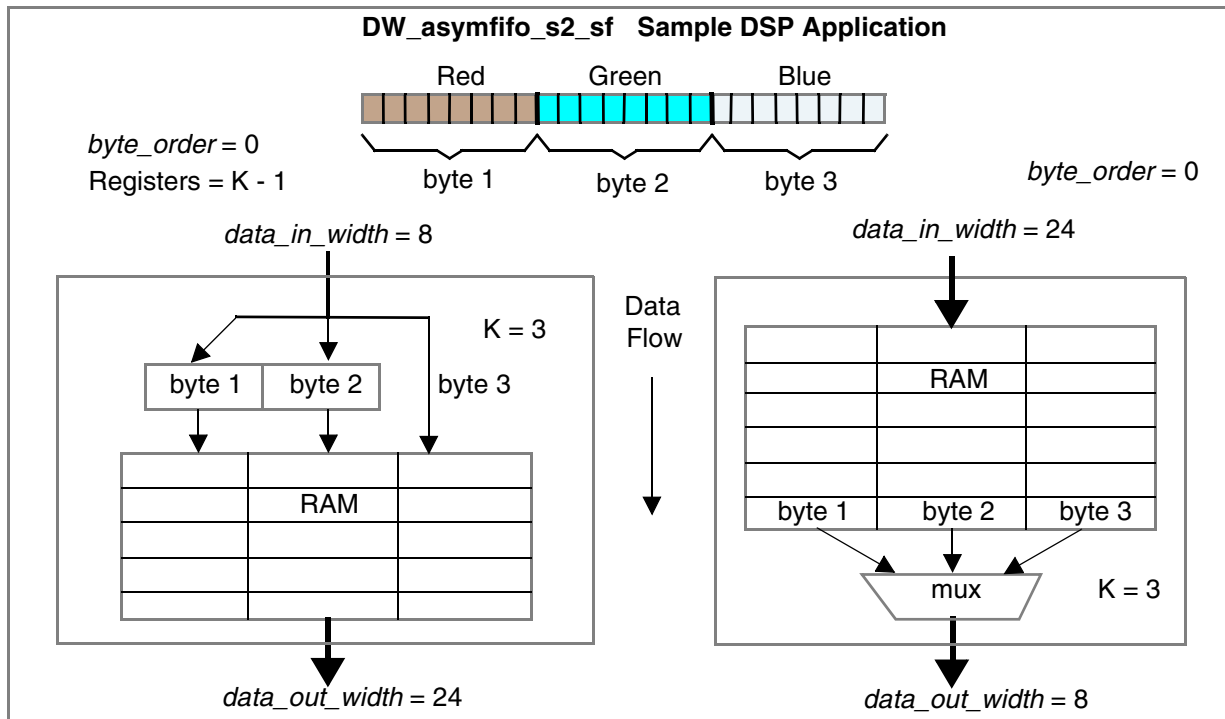 DW_asymfifo_s2_sf Sample DSP Application
Red Green Blue
byte_order = 0
Registers = K - 1
byte 1 byte 2 byte 3
byte_order = 0
data_in_width = 8
data_in_width = 24
K = 3
byte 1 byte 2 byte 3
RAM
Data
Flow
RAM
byte 1 byte 2 byte 3
mux
K = 3
data_out_width = 24
data_out_width = 8